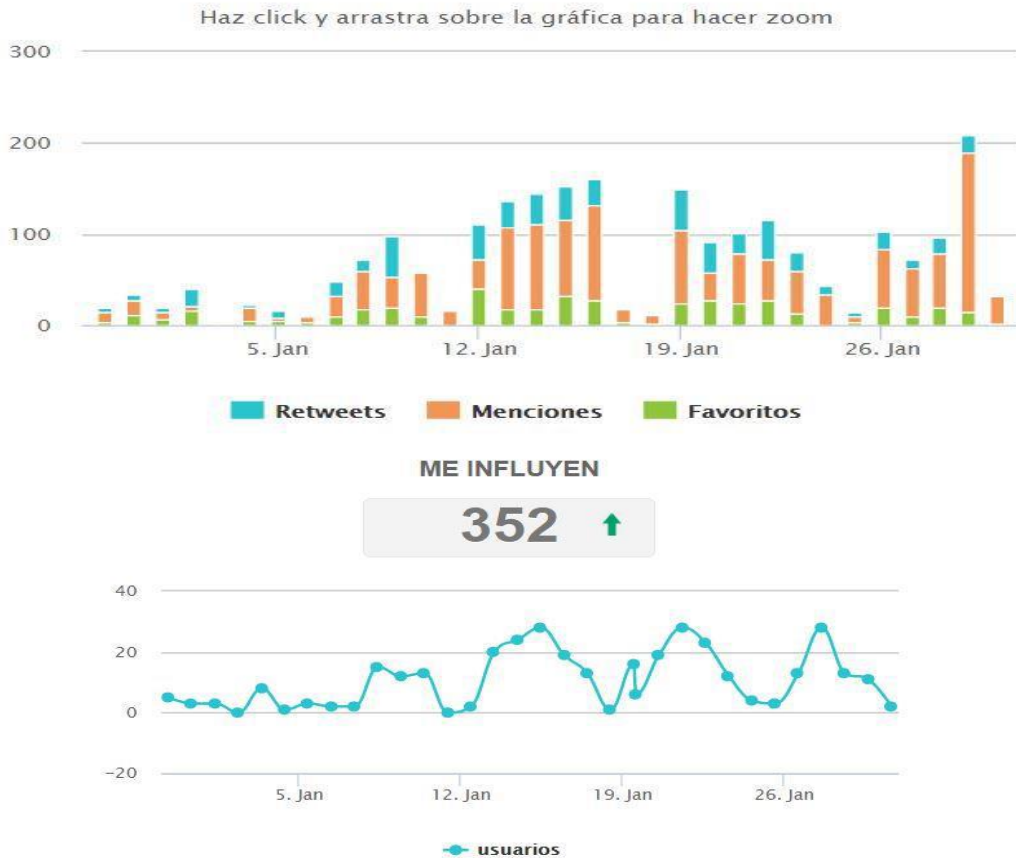 Haz click y arrastra sobre la gráfica para hacer zoom
300
200
100
0
5. Jan 12. Jan 19. Jan 26. Jan
Retweets Menciones Favoritos
ME INFLUYEN
352
40
20
0
-20
5. Jan 12. Jan 19. Jan 26. Jan
usuarios